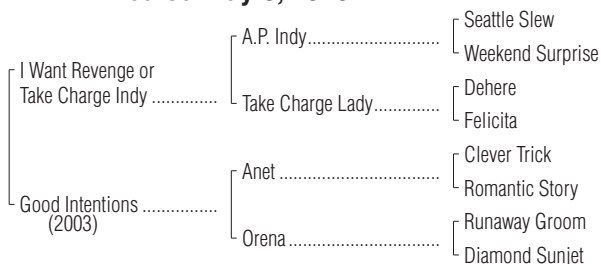 Seattle Slew
A.P. Indy
Weekend Surprise
I Want Revenge or
Take Charge Indy
Dehere
Take Charge Lady
Felicita
Clever Trick
Anet
Romantic Story
Good Intentions
(2003)
Runaway Groom
Orena
Diamond Sunjet